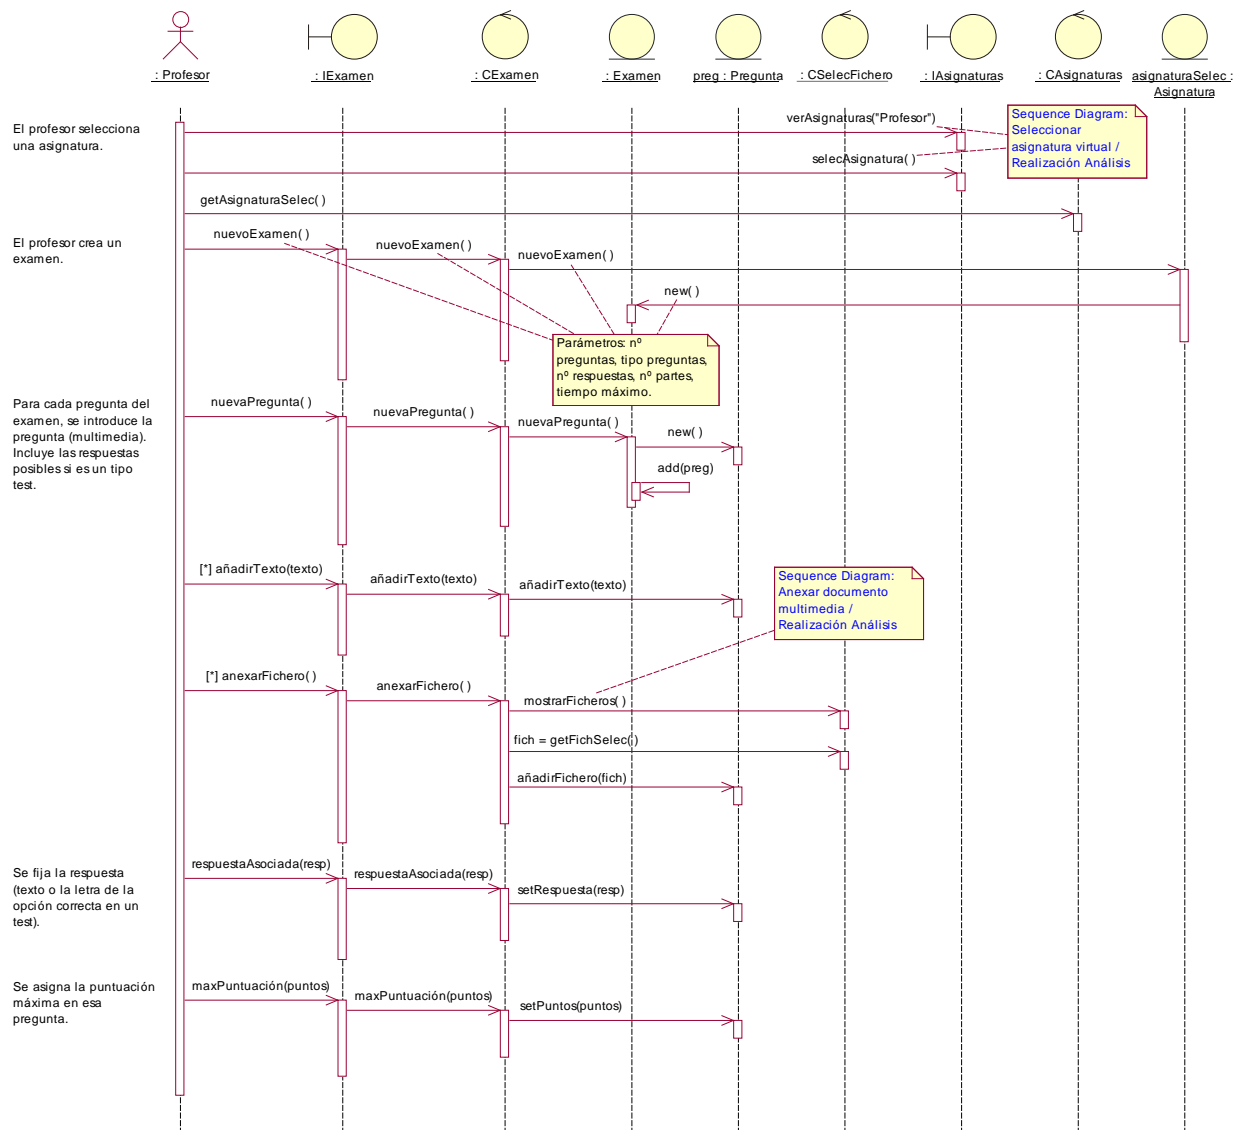 : Profesor
: IExamen
: CExamen
: Examen
preg : Pregunta
: CSelecFichero
: IAsignaturas
: CAsignaturas
asignaturaSelec :
Asignatura
El profesor selecciona
una asignatura.
verAsignaturas("Profesor")
selecAsignatura( )
Sequence Diagram:
Seleccionar
asignatura virtual /
Realización Análisis
getAsignaturaSelec( )
El profesor crea un
examen.
nuevoExamen( )
nuevoExamen( )
nuevoExamen( )
new( )
Parámetros: nº
preguntas, tipo preguntas,
nº respuestas, nº partes,
tiempo máximo.
Para cada pregunta del
examen, se introduce la
pregunta (multimedia).
Incluye las respuestas
posibles si es un tipo
test.
nuevaPregunta( )
nuevaPregunta( )
nuevaPregunta( )
new( )
add(preg)
[*] añadirTexto(texto)
añadirTexto(texto)
añadirTexto(texto)
Sequence Diagram:
Anexar documento
multimedia /
Realización Análisis
[*] anexarFichero( )
anexarFichero( )
mostrarFicheros( )
fich = getFichSelec( )
añadirFichero(fich)
Se fija la respuesta
(texto o la letra de la
opción correcta en un
test).
respuestaAsociada(resp)
respuestaAsociada(resp)
setRespuesta(resp)
Se asigna la puntuación
máxima en esa
pregunta.
maxPuntuación(puntos)
maxPuntuación(puntos)
setPuntos(puntos)